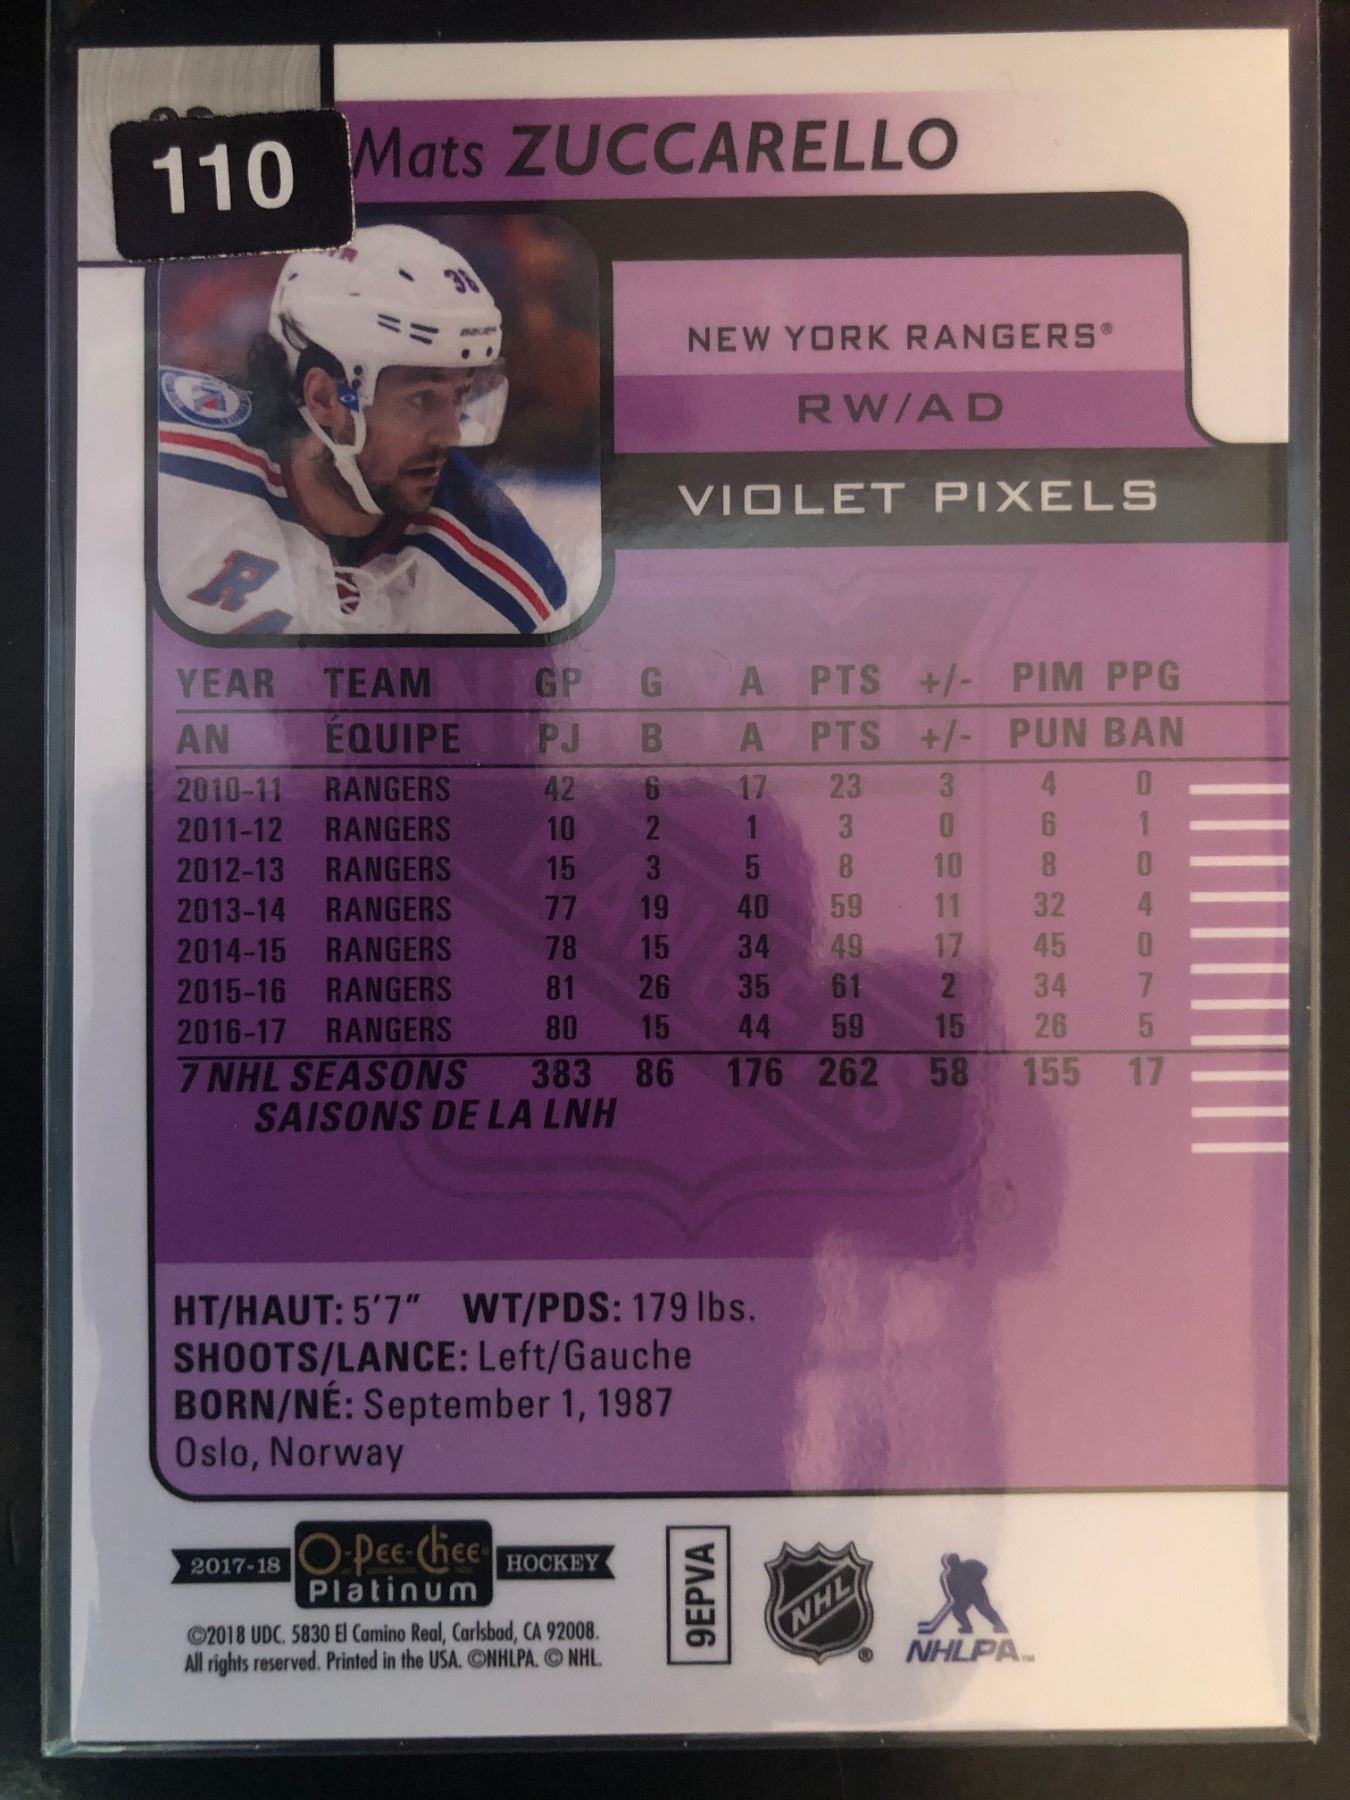 110
Mats ZUCCARELLO
36
BAUER
NEW YORK RANGERS®
RW/AD
VIOLET PIXELS
YEAR TEAM GP G A PTS +/- PIM PPG
AN ÉQUIPE PJ B A PTS +/- PUN BAN
2010-11 RANGERS 42 6 17 23 3 4 0
2011-12 RANGERS 10 2 1 3 0 6 1
2012-13 RANGERS 15 3 5 8 10 8 0
2013-14 RANGERS 77 19 40 59 11 32 4
2014-15 RANGERS 78 15 34 49 17 45 0
2015-16 RANGERS 81 26 35 61 2 34 7
2016-17 RANGERS 80 15 44 59 15 26 5
7 NHL SEASONS 383 86 176 262 58 155 17
SAISONS DE LA LNH
HT/HAUT: 5'7" WT/PDS: 179 lbs.
SHOOTS/LANCE: Left/Gauche
BORN/NÉ: September 1, 1987
Oslo, Norway
2017-18 O-Pee-Chee Platinum HOCKEY
©2018 UDC. 5830 El Camino Real, Carlsbad, CA 92008.
All rights reserved. Printed in the USA. ©NHLPA. © NHL.
9EPVA
NHL®
NHLPA™